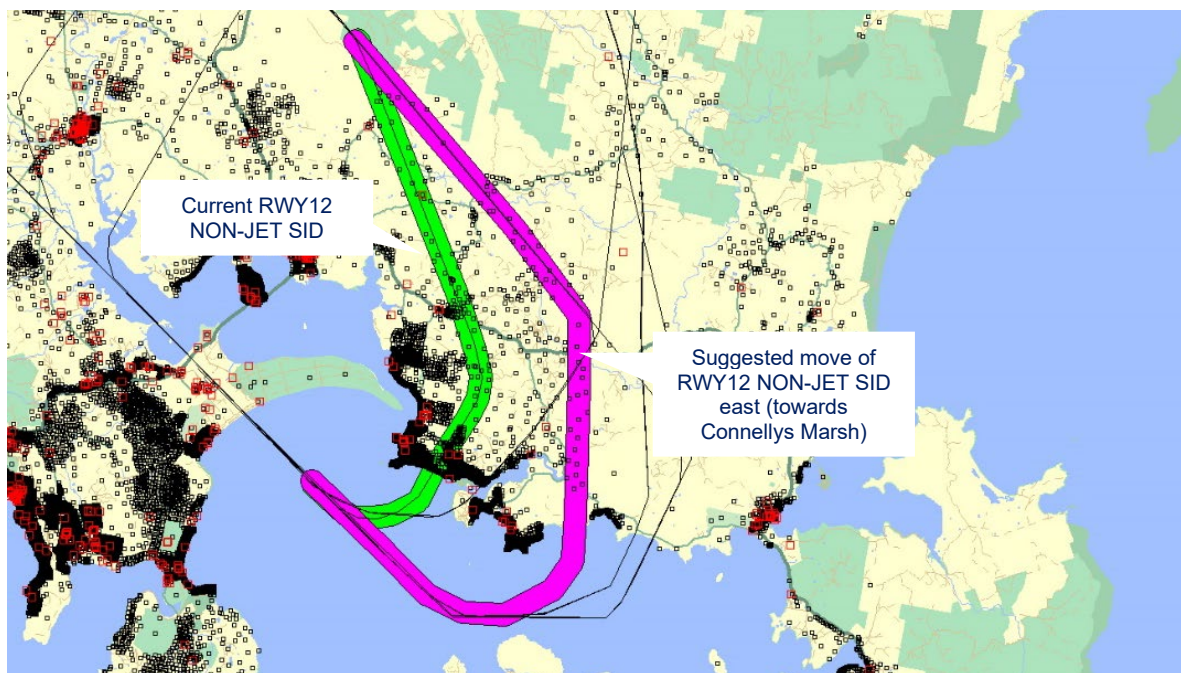 Current RWY12
NON-JET SID
Suggested move of
RWY12 NON-JET SID
east (towards
Connellys Marsh)